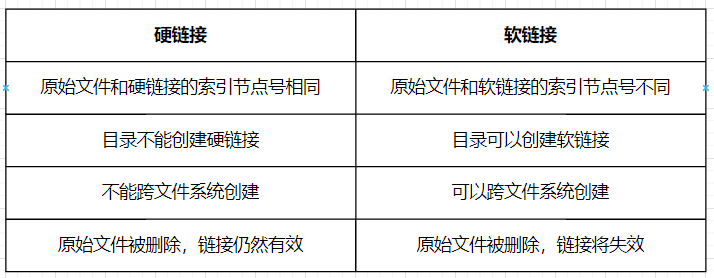 硬链接 软链接
原始文件和硬链接的索引节点号相同 原始文件和软链接的索引节点号不同
目录不能创建硬链接 目录可以创建软链接
不能跨文件系统创建 可以跨文件系统创建
原始文件被删除，链接仍然有效 原始文件被删除，链接将失效